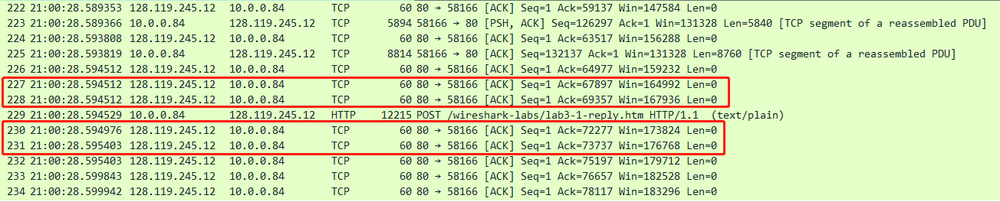 222 21:00:28.589353 128.119.245.12 10.0.0.84 TCP 60 80 → 58166 [ACK] Seq=1 Ack=59137 Win=147584 Len=0
223 21:00:28.589366 10.0.0.84 128.119.245.12 TCP 5894 58166 → 80 [PSH, ACK] Seq=126297 Ack=1 Win=131328 Len=5840 [TCP segment of a reassembled PDU]
224 21:00:28.593808 128.119.245.12 10.0.0.84 TCP 60 80 → 58166 [ACK] Seq=1 Ack=63517 Win=156288 Len=0
225 21:00:28.593819 10.0.0.84 128.119.245.12 TCP 8814 58166 → 80 [ACK] Seq=132137 Ack=1 Win=131328 Len=8760 [TCP segment of a reassembled PDU]
226 21:00:28.594512 128.119.245.12 10.0.0.84 TCP 60 80 → 58166 [ACK] Seq=1 Ack=64977 Win=159232 Len=0
227 21:00:28.594512 128.119.245.12 10.0.0.84 TCP 60 80 → 58166 [ACK] Seq=1 Ack=67897 Win=164992 Len=0
228 21:00:28.594512 128.119.245.12 10.0.0.84 TCP 60 80 → 58166 [ACK] Seq=1 Ack=69357 Win=167936 Len=0
229 21:00:28.594529 10.0.0.84 128.119.245.12 HTTP 12215 POST /wireshark-labs/lab3-1-reply.htm HTTP/1.1 (text/plain)
230 21:00:28.594976 128.119.245.12 10.0.0.84 TCP 60 80 → 58166 [ACK] Seq=1 Ack=72277 Win=173824 Len=0
231 21:00:28.595403 128.119.245.12 10.0.0.84 TCP 60 80 → 58166 [ACK] Seq=1 Ack=73737 Win=176768 Len=0
232 21:00:28.595403 128.119.245.12 10.0.0.84 TCP 60 80 → 58166 [ACK] Seq=1 Ack=75197 Win=179712 Len=0
233 21:00:28.599843 128.119.245.12 10.0.0.84 TCP 60 80 → 58166 [ACK] Seq=1 Ack=76657 Win=182528 Len=0
234 21:00:28.599942 128.119.245.12 10.0.0.84 TCP 60 80 → 58166 [ACK] Seq=1 Ack=78117 Win=183296 Len=0